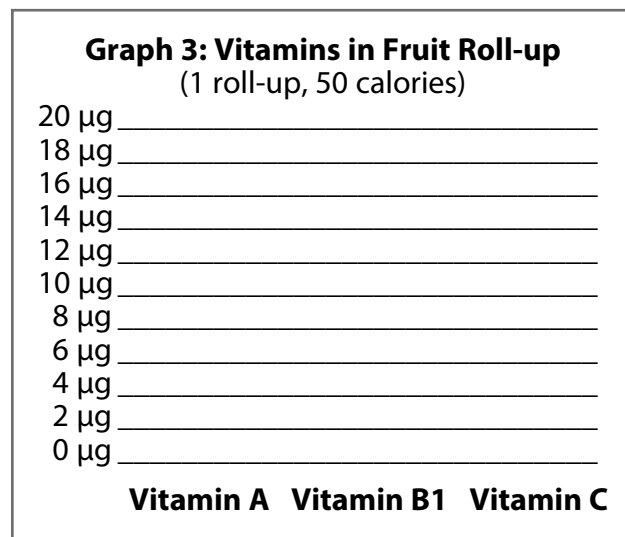 Graph 3: Vitamins in Fruit Roll-up
(1 roll-up, 50 calories)
20 µg
18 µg
16 µg
14 µg
12 µg
10 µg
8 µg
6 µg
4 µg
2 µg
0 µg
Vitamin A Vitamin B1 Vitamin C